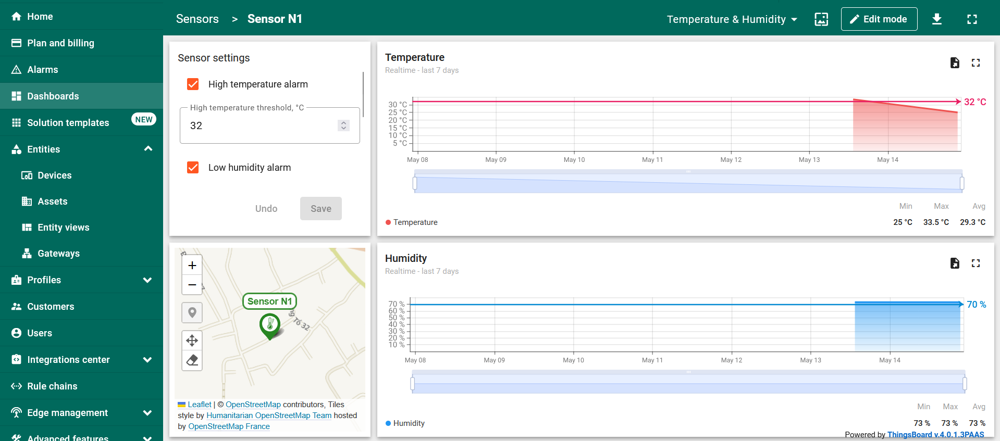 Home
Plan and billing
Alarms
Dashboards
Solution templates
NEW
Entities
Devices
Assets
Entity views
Gateways
Profiles
Customers
Users
Integrations center
Rule chains
Edge management
Advanced features
Sensors > Sensor N1
Temperature & Humidity
Edit mode
Sensor settings
High temperature alarm
High temperature threshold, °C
32
Low humidity alarm
Undo
Save
Temperature
Realtime - last 7 days
32 °C
30 °C
25 °C
20 °C
15 °C
10 °C
5 °C
May 08
May 09
May 10
May 11
May 12
May 13
May 14
Min Max Avg
Temperature
25 °C 33.5 °C 29.3 °C
+
−
Sensor N1
Tổ 32
Leaflet | © OpenStreetMap contributors, Tiles
style by Humanitarian OpenStreetMap Team hosted
by OpenStreetMap France
Humidity
Realtime - last 7 days
70 %
70 %
60 %
50 %
40 %
30 %
20 %
10 %
May 08
May 09
May 10
May 11
May 12
May 13
May 14
Min Max Avg
Humidity
73 % 73 % 73 %
Powered by ThingsBoard v.4.0.1.3PAAS